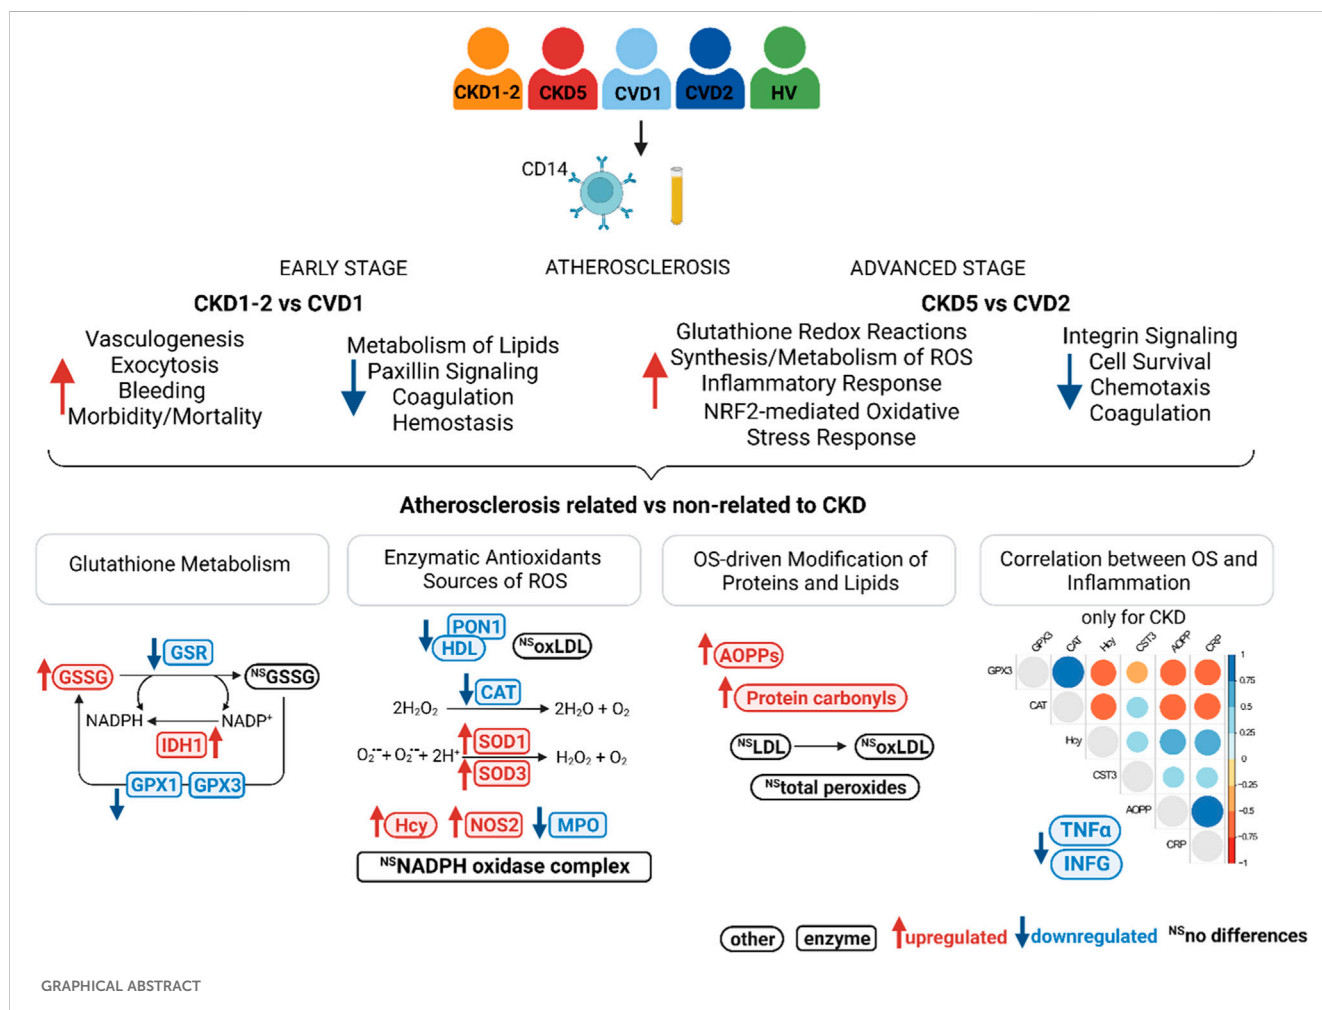 CKD1-2 CKD5 CVD1 CVD2 HV
CD14
EARLY STAGE ATHEROSCLEROSIS ADVANCED STAGE
CKD1-2 vs CVD1
Vasculogenesis
Exocytosis
Bleeding
Morbidity/Mortality
Metabolism of Lipids
Paxillin Signaling
Coagulation
Hemostasis
CKD5 vs CVD2
Glutathione Redox Reactions
Synthesis/Metabolism of ROS
Inflammatory Response
NRF2-mediated Oxidative
Stress Response
Integrin Signaling
Cell Survival
Chemotaxis
Coagulation
Atherosclerosis related vs non-related to CKD
Glutathione Metabolism
GSR
GSSG
NSGSSG
NADPH
NADP⁺
IDH1
GPX1 GPX3
Enzymatic Antioxidants
Sources of ROS
PON1
HDL
NSoxLDL
CAT
2H₂O₂ 2H₂O + O₂
SOD1
O₂·⁻ + O₂·⁻ + 2H⁺ H₂O₂ + O₂
SOD3
Hcy NOS2 MPO
NSNADPH oxidase complex
OS-driven Modification of
Proteins and Lipids
AOPPs
Protein carbonyls
NSLDL NSoxLDL
NStotal peroxides
Correlation between OS and
Inflammation
only for CKD
GPX3 CAT Hcy CST3 AOPP CRP
GPX3
CAT
Hcy
CST3
AOPP
CRP
1
0.75
0.5
0.25
0
-0.25
-0.5
-0.75
-1
TNFα
INFG
other enzyme upregulated downregulated NSno differences
GRAPHICAL ABSTRACT